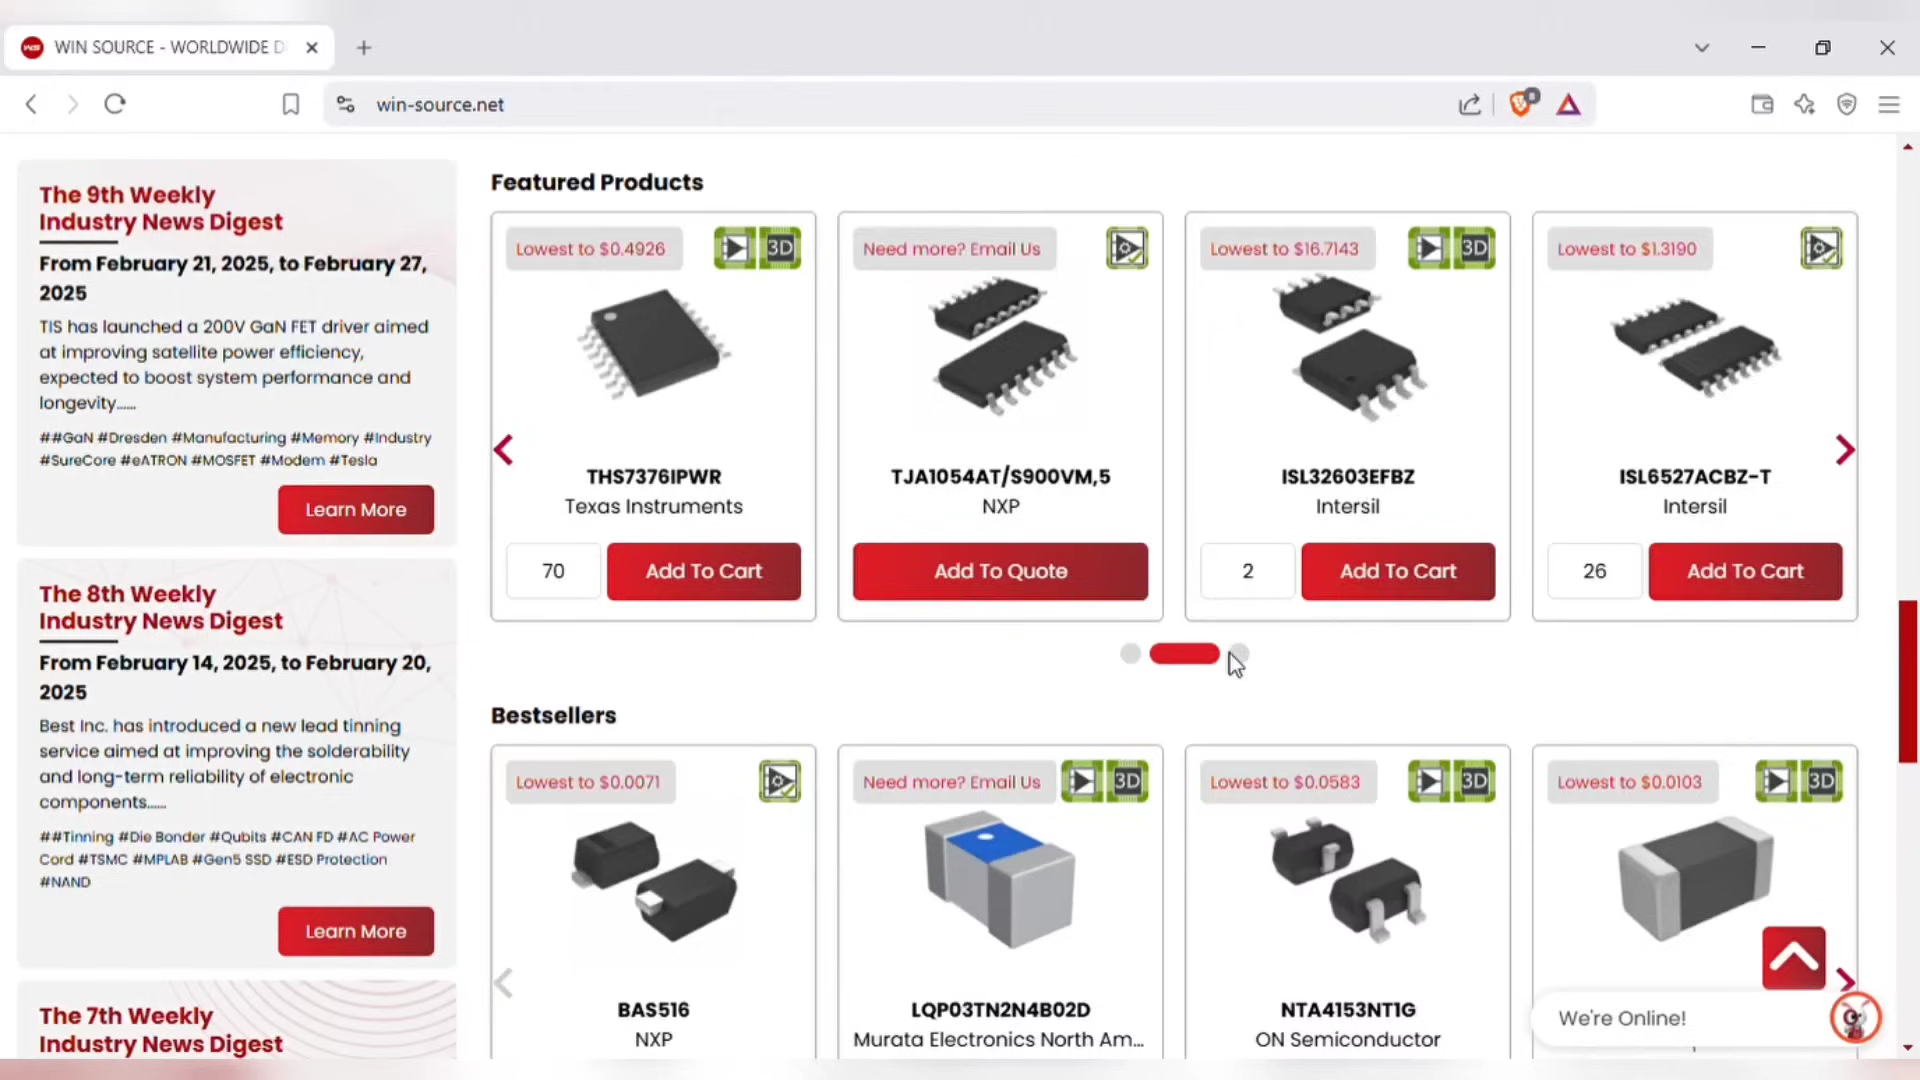 WIN SOURCE - WORLDWIDE D
win-source.net
The 9th Weekly
Industry News Digest
From February 21, 2025, to February 27,
2025
TIS has launched a 200V GaN FET driver aimed
at improving satellite power efficiency,
expected to boost system performance and
longevity......
##GaN #Dresden #Manufacturing #Memory #Industry
#SureCore #eATRON #MOSFET #Modem #Tesla
Learn More
The 8th Weekly
Industry News Digest
From February 14, 2025, to February 20,
2025
Best Inc. has introduced a new lead tinning
service aimed at improving the solderability
and long-term reliability of electronic
components......
##Tinning #Die Bonder #Qubits #CAN FD #AC Power
Cord #TSMC #MPLAB #Gen5 SSD #ESD Protection
#NAND
Learn More
The 7th Weekly
Industry News Digest
Featured Products
Lowest to $0.4926
3D
THS7376IPWR
Texas Instruments
70
Add To Cart
Need more? Email Us
TJA1054AT/S900VM,5
NXP
Add To Quote
Lowest to $16.7143
3D
ISL32603EFBZ
Intersil
2
Add To Cart
Lowest to $1.3190
ISL6527ACBZ-T
Intersil
26
Add To Cart
Bestsellers
Lowest to $0.0071
BAS516
NXP
Need more? Email Us
3D
LQP03TN2N4B02D
Murata Electronics North Am...
Lowest to $0.0583
3D
NTA4153NT1G
ON Semiconductor
Lowest to $0.0103
3D
We're Online!